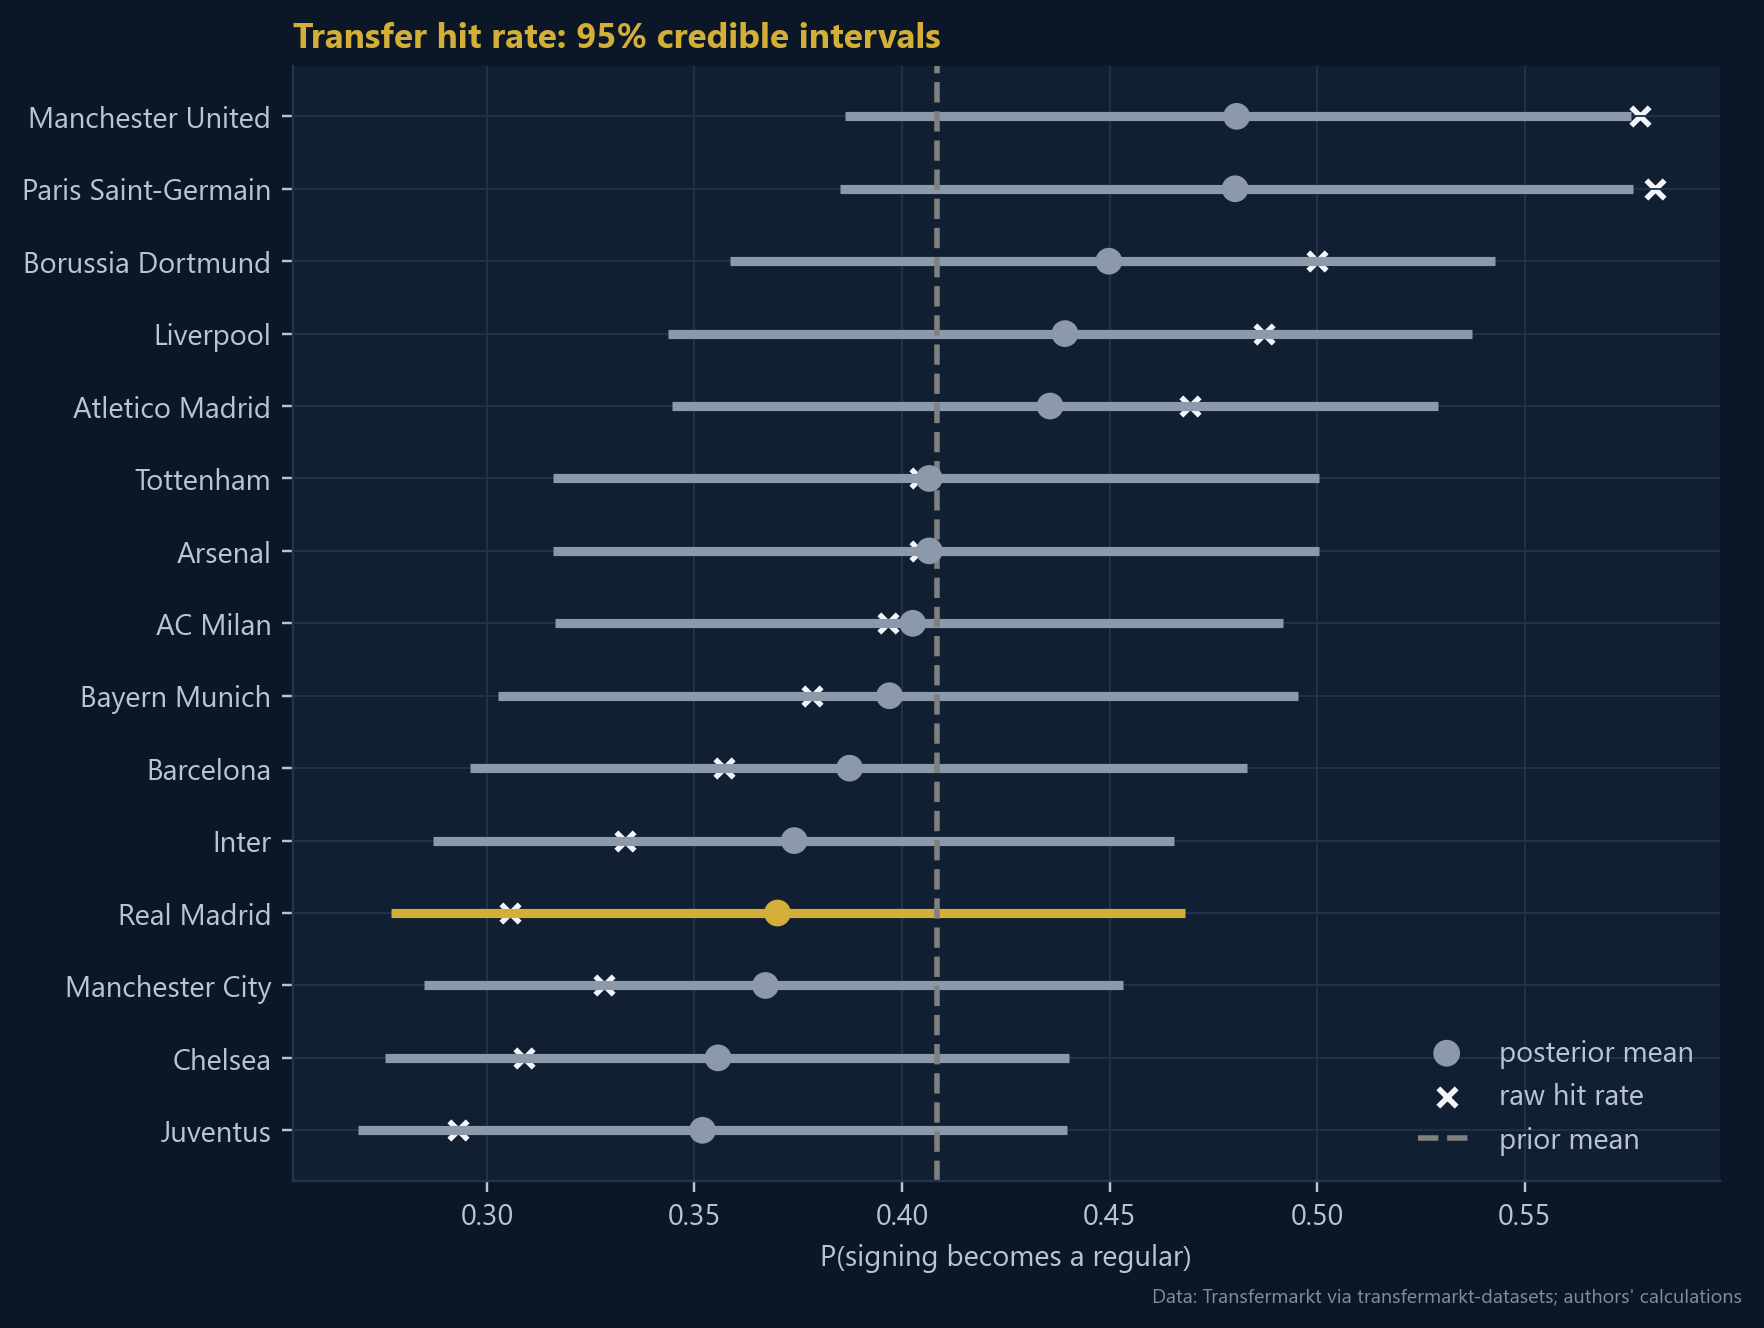 Transfer hit rate: 95% credible intervals
Manchester United
Paris Saint-Germain
Borussia Dortmund
Liverpool
Atletico Madrid
Tottenham
Arsenal
AC Milan
Bayern Munich
Barcelona
Inter
Real Madrid
Manchester City
Chelsea
Juventus
posterior mean
raw hit rate
prior mean
0.30 0.35 0.40 0.45 0.50 0.55
P(signing becomes a regular)
Data: Transfermarkt via transfermarkt-datasets; authors' calculations